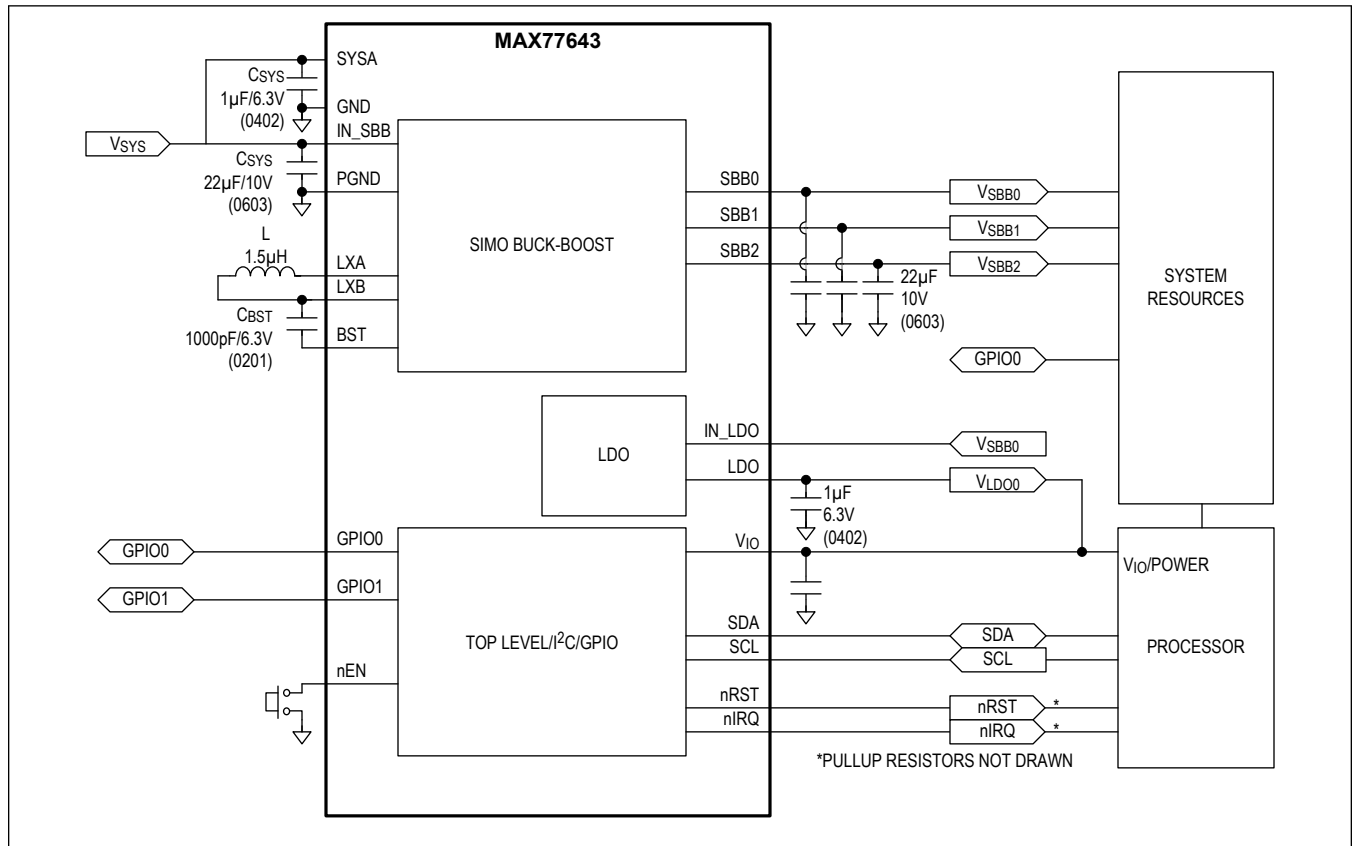 MAX77643
SYSA
CSYS
1µF/6.3V
(0402)
GND
IN_SBB
VSYS
CSYS
22µF/10V
(0603)
PGND
L
1.5µH
LXA
LXB
CBST
1000pF/6.3V
(0201)
BST
SIMO BUCK-BOOST
SBB0
SBB1
SBB2
VSBB0
VSBB1
VSBB2
22µF
10V
(0603)
GPIO0
SYSTEM
RESOURCES
LDO
IN_LDO
LDO
VSBB0
VLDO0
1µF
6.3V
(0402)
GPIO0
GPIO1
GPIO0
GPIO1
nEN
TOP LEVEL/I²C/GPIO
VIO
SDA
SCL
nRST
nIRQ
SDA
SCL
nRST *
nIRQ *
*PULLUP RESISTORS NOT DRAWN
VIO/POWER
PROCESSOR